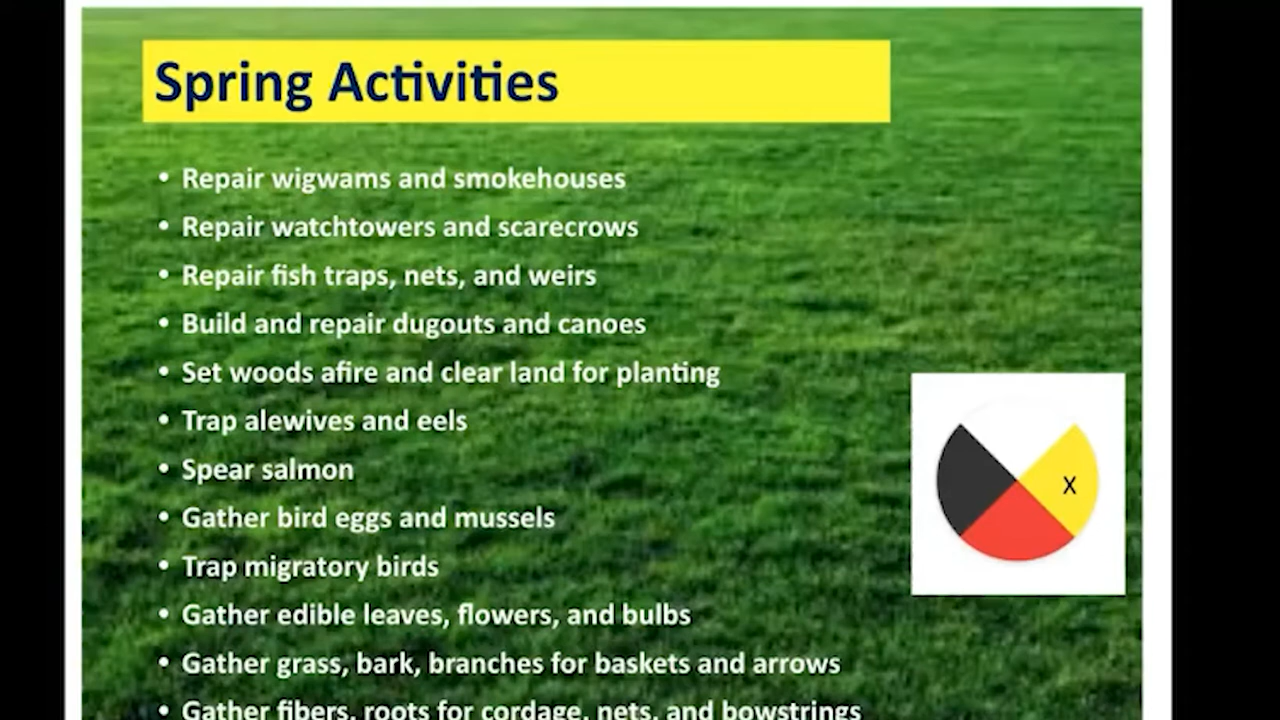 Spring Activities
• Repair wigwams and smokehouses
• Repair watchtowers and scarecrows
• Repair fish traps, nets, and weirs
• Build and repair dugouts and canoes
• Set woods afire and clear land for planting
• Trap alewives and eels
• Spear salmon
• Gather bird eggs and mussels
• Trap migratory birds
• Gather edible leaves, flowers, and bulbs
• Gather grass, bark, branches for baskets and arrows
• Gather fibers, roots for cordage, nets, and bowstrings
X